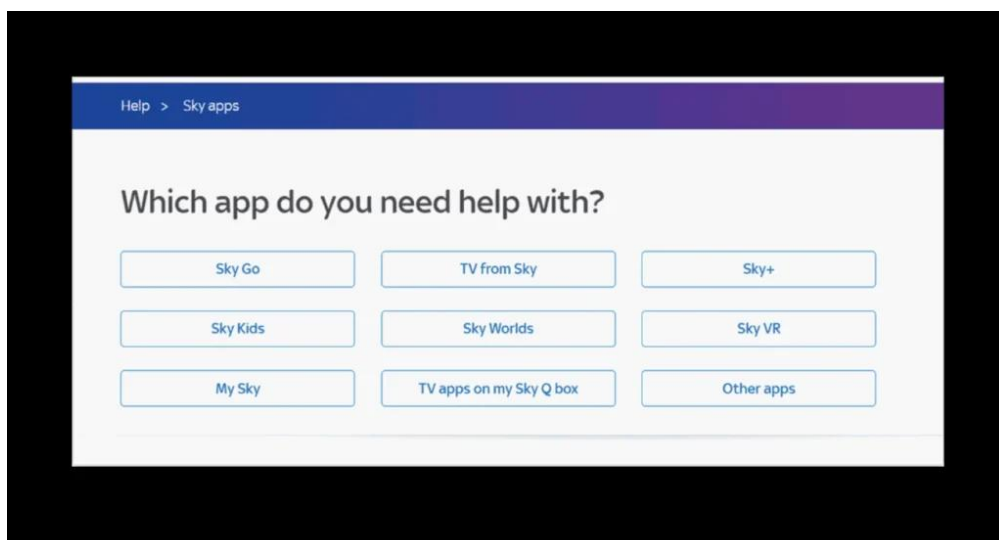 Help > Sky apps
Which app do you need help with?
Sky Go
TV from Sky
Sky+
Sky Kids
Sky Worlds
Sky VR
My Sky
TV apps on my Sky Q box
Other apps